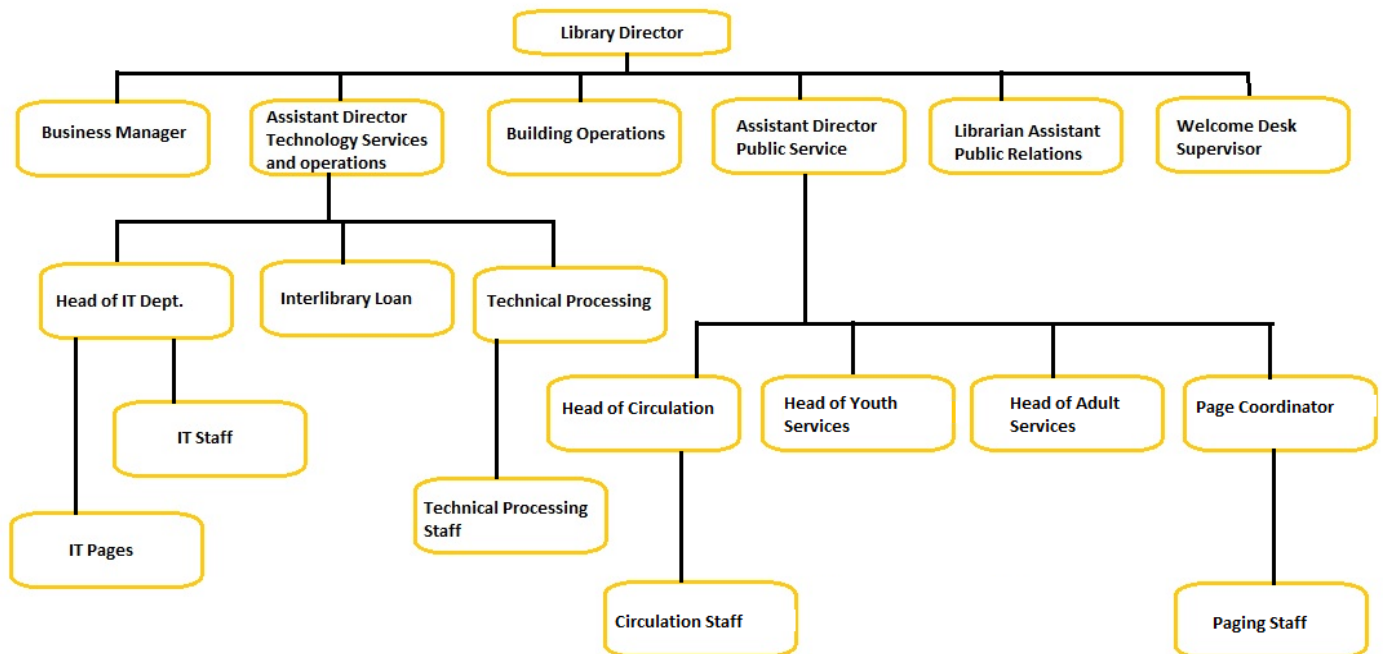 Library Director
Business Manager
Assistant Director
Technology Services
and operations
Building Operations
Assistant Director
Public Service
Librarian Assistant
Public Relations
Welcome Desk
Supervisor
Head of IT Dept.
Interlibrary Loan
Technical Processing
Head of Circulation
Head of Youth
Services
Head of Adult
Services
Page Coordinator
IT Staff
Technical Processing
Staff
IT Pages
Circulation Staff
Paging Staff